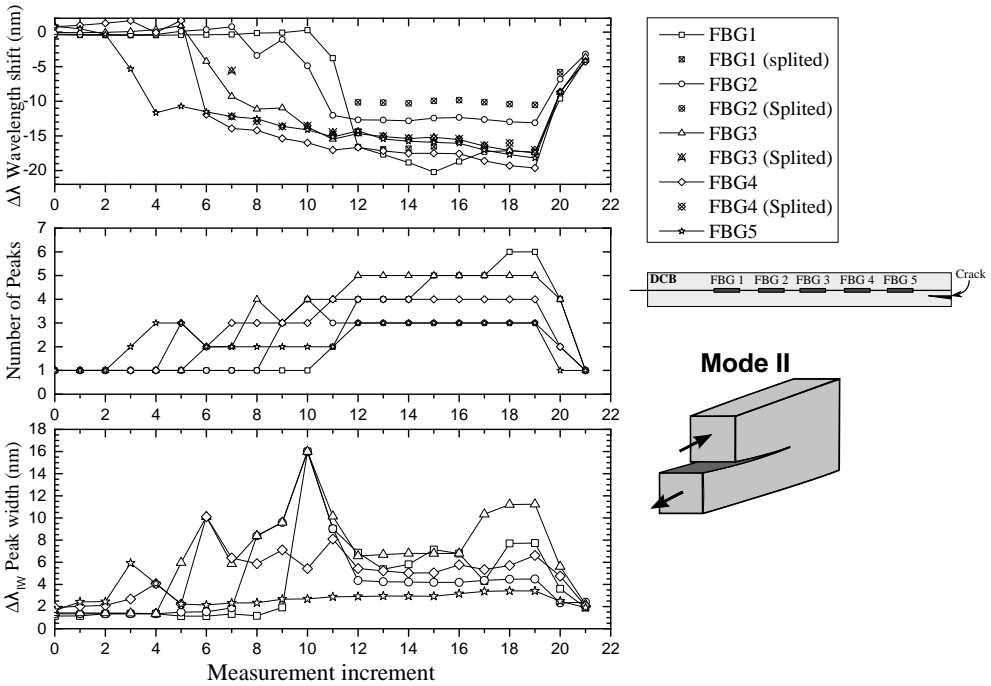 Δλ Wavelength shift (nm)
0
-5
-10
-15
-20
0 2 4 6 8 10 12 14 16 18 20 22
Number of Peaks
7
6
5
4
3
2
1
0
0 2 4 6 8 10 12 14 16 18 20 22
Δλıw Peak width (nm)
18
16
14
12
10
8
6
4
2
0
0 2 4 6 8 10 12 14 16 18 20 22
Measurement increment
FBG1
FBG1 (splited)
FBG2
FBG2 (Splited)
FBG3
FBG3 (Splited)
FBG4
FBG4 (Splited)
FBG5
DCB
FBG 1 FBG 2 FBG 3 FBG 4 FBG 5
Crack
Mode II